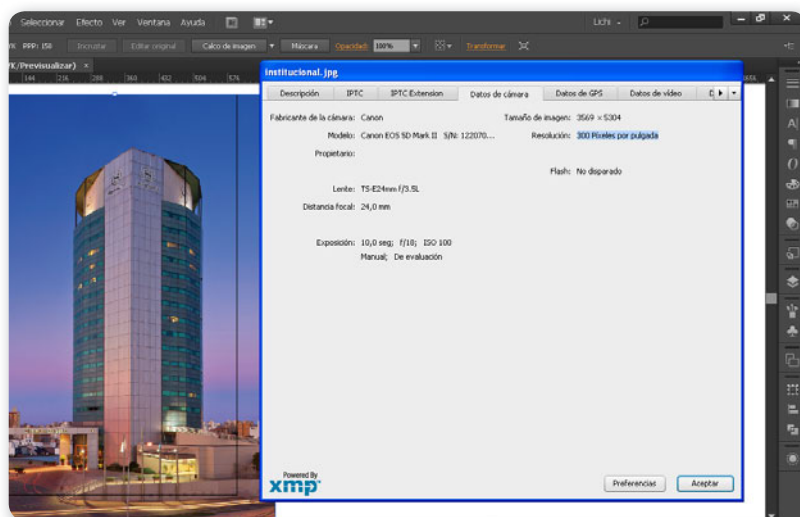 Seleccionar Efecto Ver Ventana Ayuda
Lichi
PPP: 150 Incrustar Editar original Calco de imagen Máscara Opacidad: 100% Transformar
K/Previsualizar) ×
144 216 288 360 432 504 576
institucional.jpg
Descripción IPTC IPTC Extension Datos de cámara Datos de GPS Datos de vídeo
Fabricante de la cámara: Canon Tamaño de imagen: 3569 x 5304
Modelo: Canon EOS 5D Mark II S/N: 122070... Resolución: 300 Píxeles por pulgada
Propietario:
Flash: No disparado
Lente: TS-E24mm f/3.5L
Distancia focal: 24,0 mm
Exposición: 10,0 seg; f/18; ISO 100
Manual; De evaluación
Powered By
xmp
Preferencias Aceptar